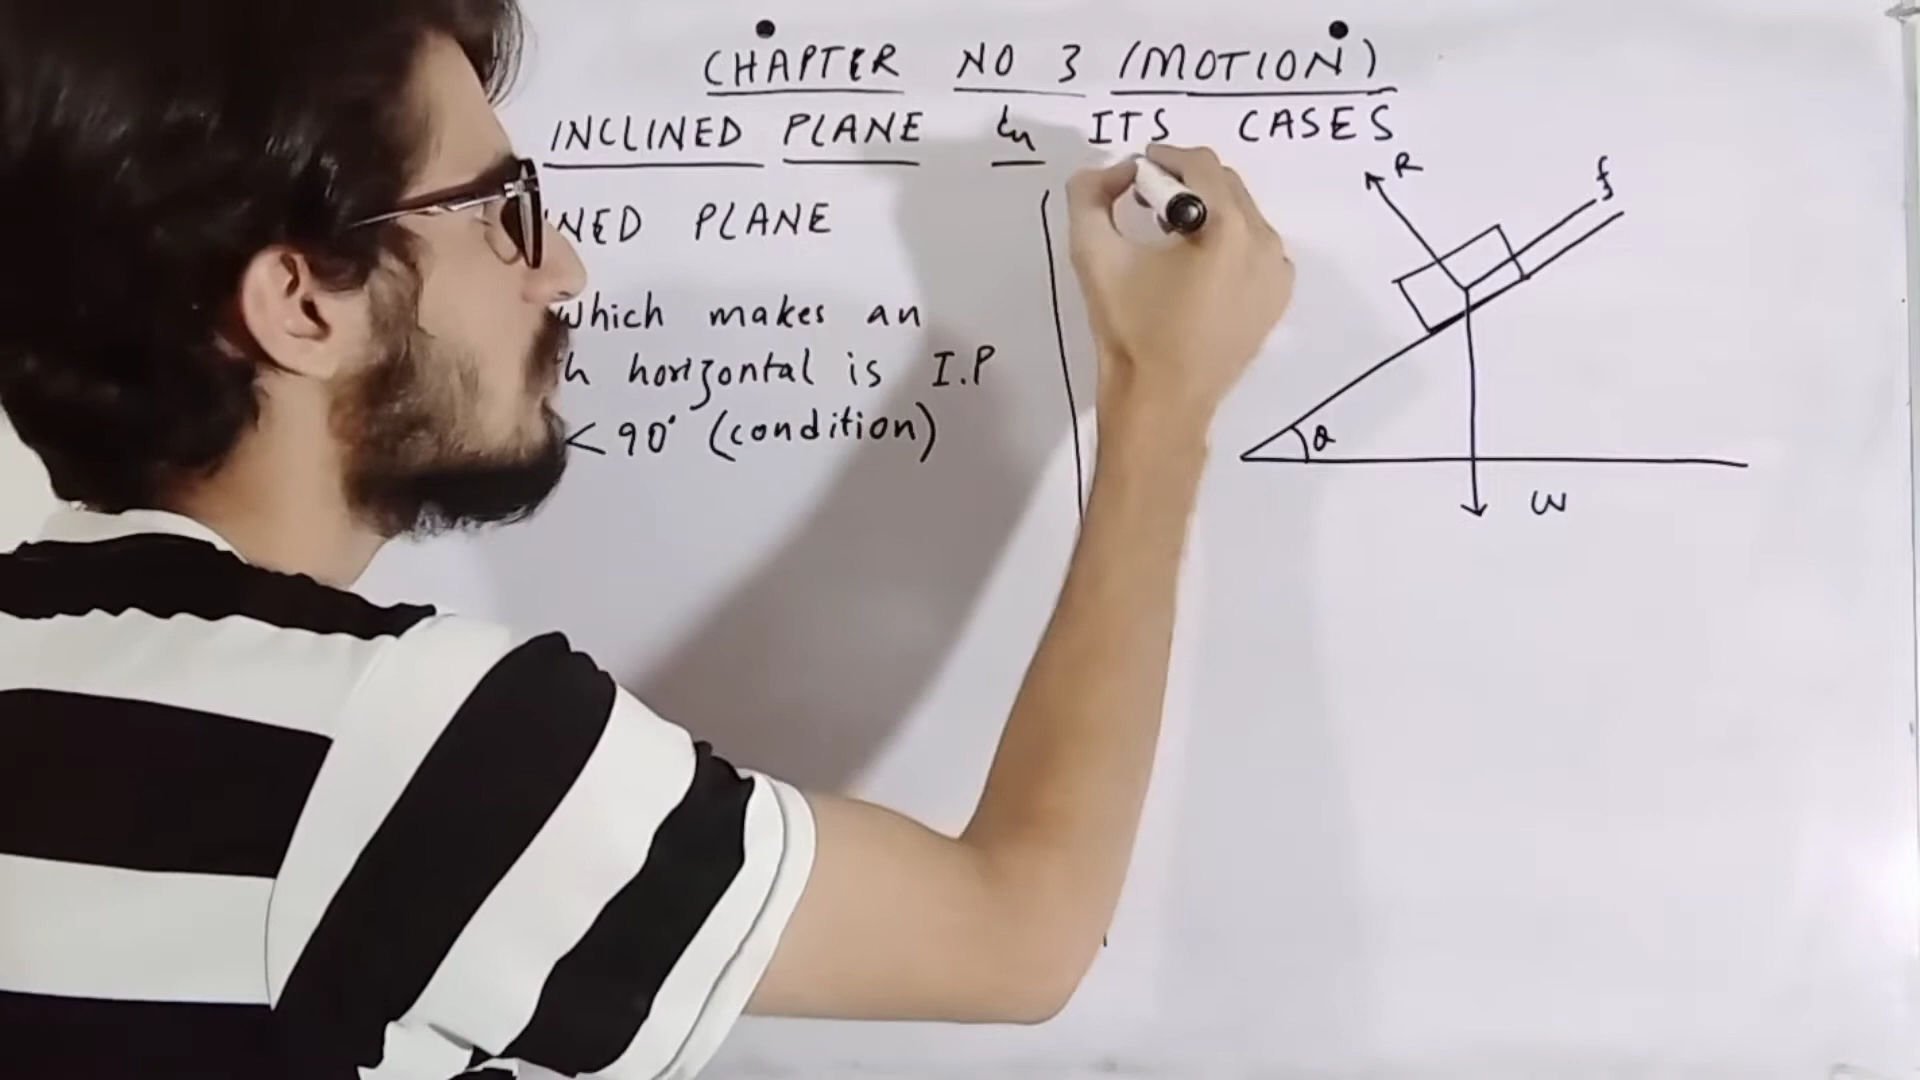 CHAPTER NO 3 (MOTION)
INCLINED PLANE & ITS CASES
NED PLANE
which makes an
h horizontal is I.P
< 90° (condition)
R
f
θ
W